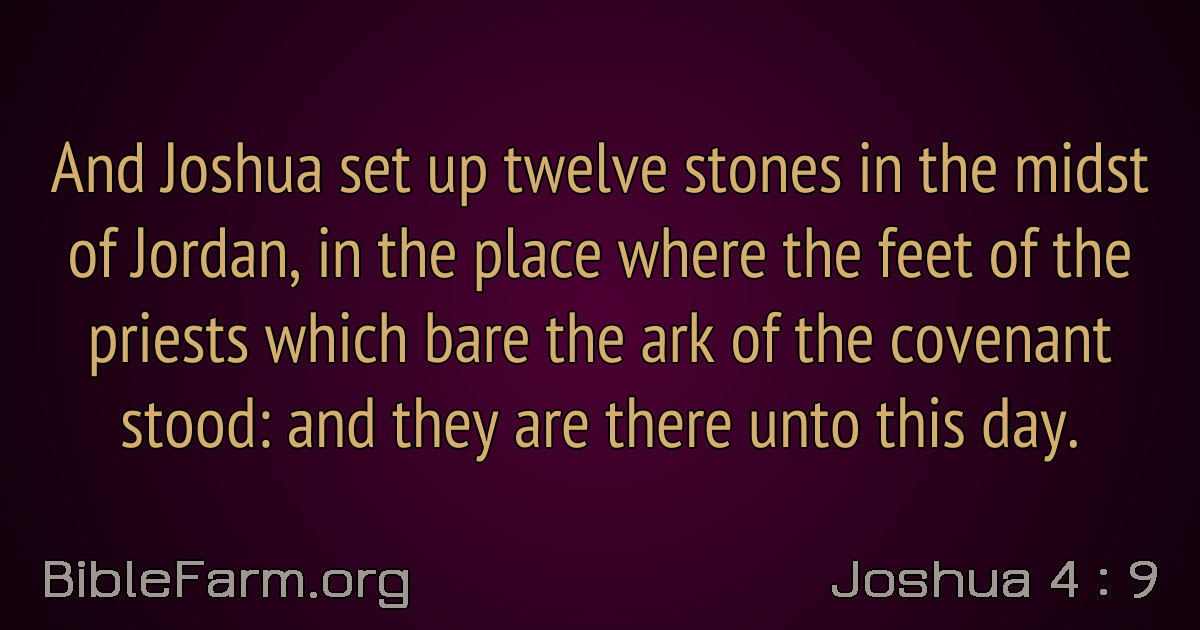 And Joshua set up twelve stones in the midst
of Jordan, in the place where the feet of the
priests which bare the ark of the covenant
stood: and they are there unto this day.
BibleFarm.org
Joshua 4 : 9